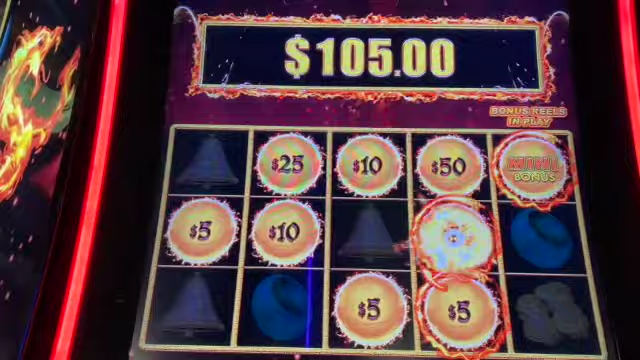 $105.00
BONUS REELS
IN PLAY
$25
$10
$50
BONUS
$5
$10
$5
$5